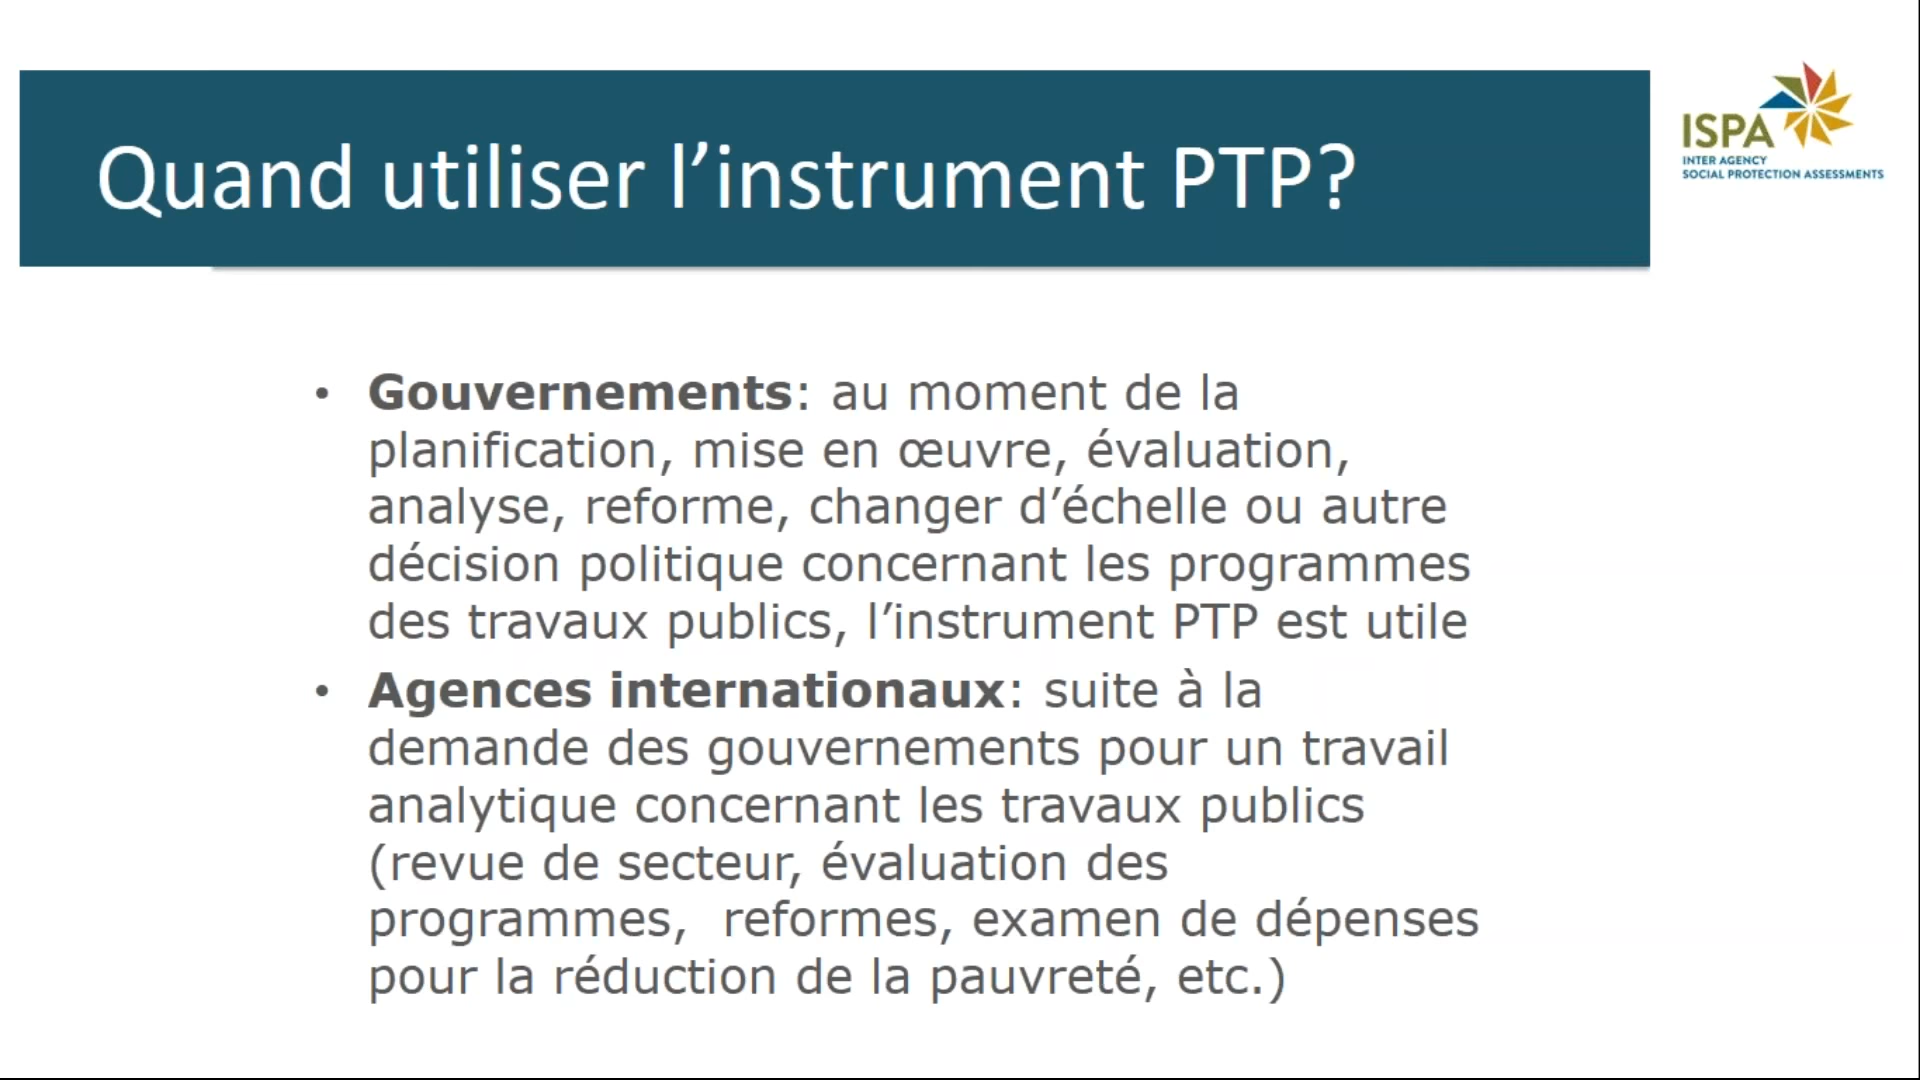 Quand utiliser l’instrument PTP?
ISPA
INTER AGENCY
SOCIAL PROTECTION ASSESSMENTS
• Gouvernements: au moment de la
planification, mise en œuvre, évaluation,
analyse, reforme, changer d’échelle ou autre
décision politique concernant les programmes
des travaux publics, l’instrument PTP est utile
• Agences internationaux: suite à la
demande des gouvernements pour un travail
analytique concernant les travaux publics
(revue de secteur, évaluation des
programmes,  reformes, examen de dépenses
pour la réduction de la pauvreté, etc.)